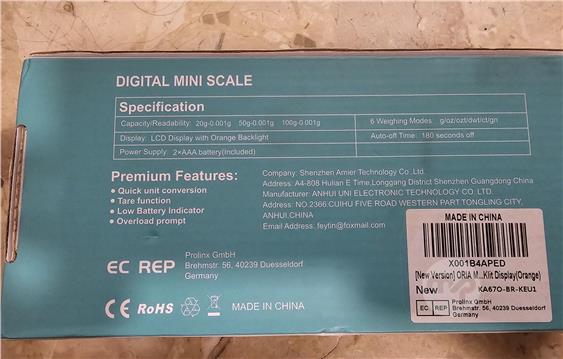 DIGITAL MINI SCALE
Specification
Capacity/Readability: 20g-0.001g 50g-0.001g 100g-0.001g
6 Weighing Modes g/oz/ozt/dwt/ct/gn
Display: LCD Display with Orange Backlight
Auto-off Time: 180 seconds off
Power Supply: 2×AAA battery(Included)
Premium Features:
• Quick unit conversion
• Tare function
• Low Battery Indicator
• Overload prompt
Company: Shenzhen Amier Technology Co.,Ltd.
Address: A4-808 Hulian E Time,Longgang District Shenzhen Guangdong China
Manufacturer: ANHUI UNI ELECTRONIC TECHNOLOGY CO.,LTD.
Address: NO.2366.CUIHU FIVE ROAD WESTERN PART TONGLING CITY,
ANHUI.CHINA
Email Address: feytin@foxmail.com
EC REP
Prolinx GmbH
Brehmstr. 56, 40239 Duesseldorf
Germany
CE RoHS
MADE IN CHINA
MADE IN CHINA
X001B4APED
[New Version] ORIA M...Klit Display(Orange)
New
KA67O-BR-KEU1
EC REP
Prolinx GmbH
Brehmstr. 56, 40239 Duesseldorf
Germany